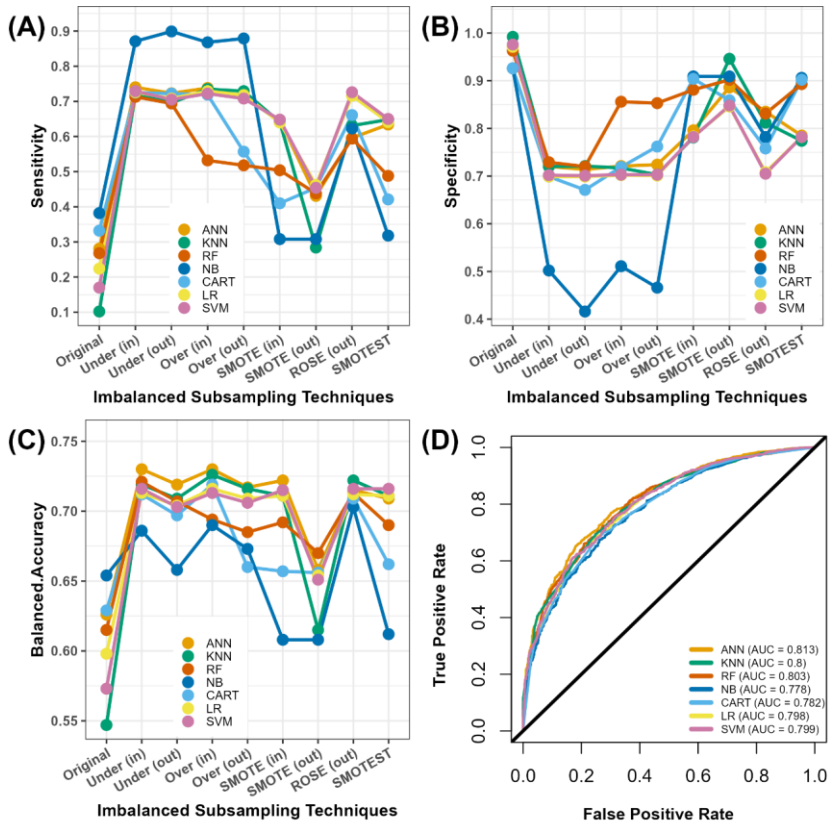 (A)
0.9
0.8
0.7
0.6
0.5
0.4
0.3
0.2
0.1
Sensitivity
ANN
KNN
RF
NB
CART
LR
SVM
Original
Under (in)
Under (out)
Over (in)
Over (out)
SMOTE (in)
SMOTE (out)
ROSE (out)
SMOTEST
Imbalanced Subsampling Techniques
(B)
1.0
0.9
0.8
0.7
0.6
0.5
0.4
Specificity
ANN
KNN
RF
NB
CART
LR
SVM
Original
Under (in)
Under (out)
Over (in)
Over (out)
SMOTE (in)
SMOTE (out)
ROSE (out)
SMOTEST
Imbalanced Subsampling Techniques
(C)
0.75
0.70
0.65
0.60
0.55
Balanced.Accuracy
ANN
KNN
RF
NB
CART
LR
SVM
Original
Under (in)
Under (out)
Over (in)
Over (out)
SMOTE (in)
SMOTE (out)
ROSE (out)
SMOTEST
Imbalanced Subsampling Techniques
(D)
1.0
0.8
0.6
0.4
0.2
0.0
True Positive Rate
ANN (AUC = 0.813)
KNN (AUC = 0.8)
RF (AUC = 0.803)
NB (AUC = 0.778)
CART (AUC = 0.782)
LR (AUC = 0.798)
SVM (AUC = 0.799)
0.0 0.2 0.4 0.6 0.8 1.0
False Positive Rate